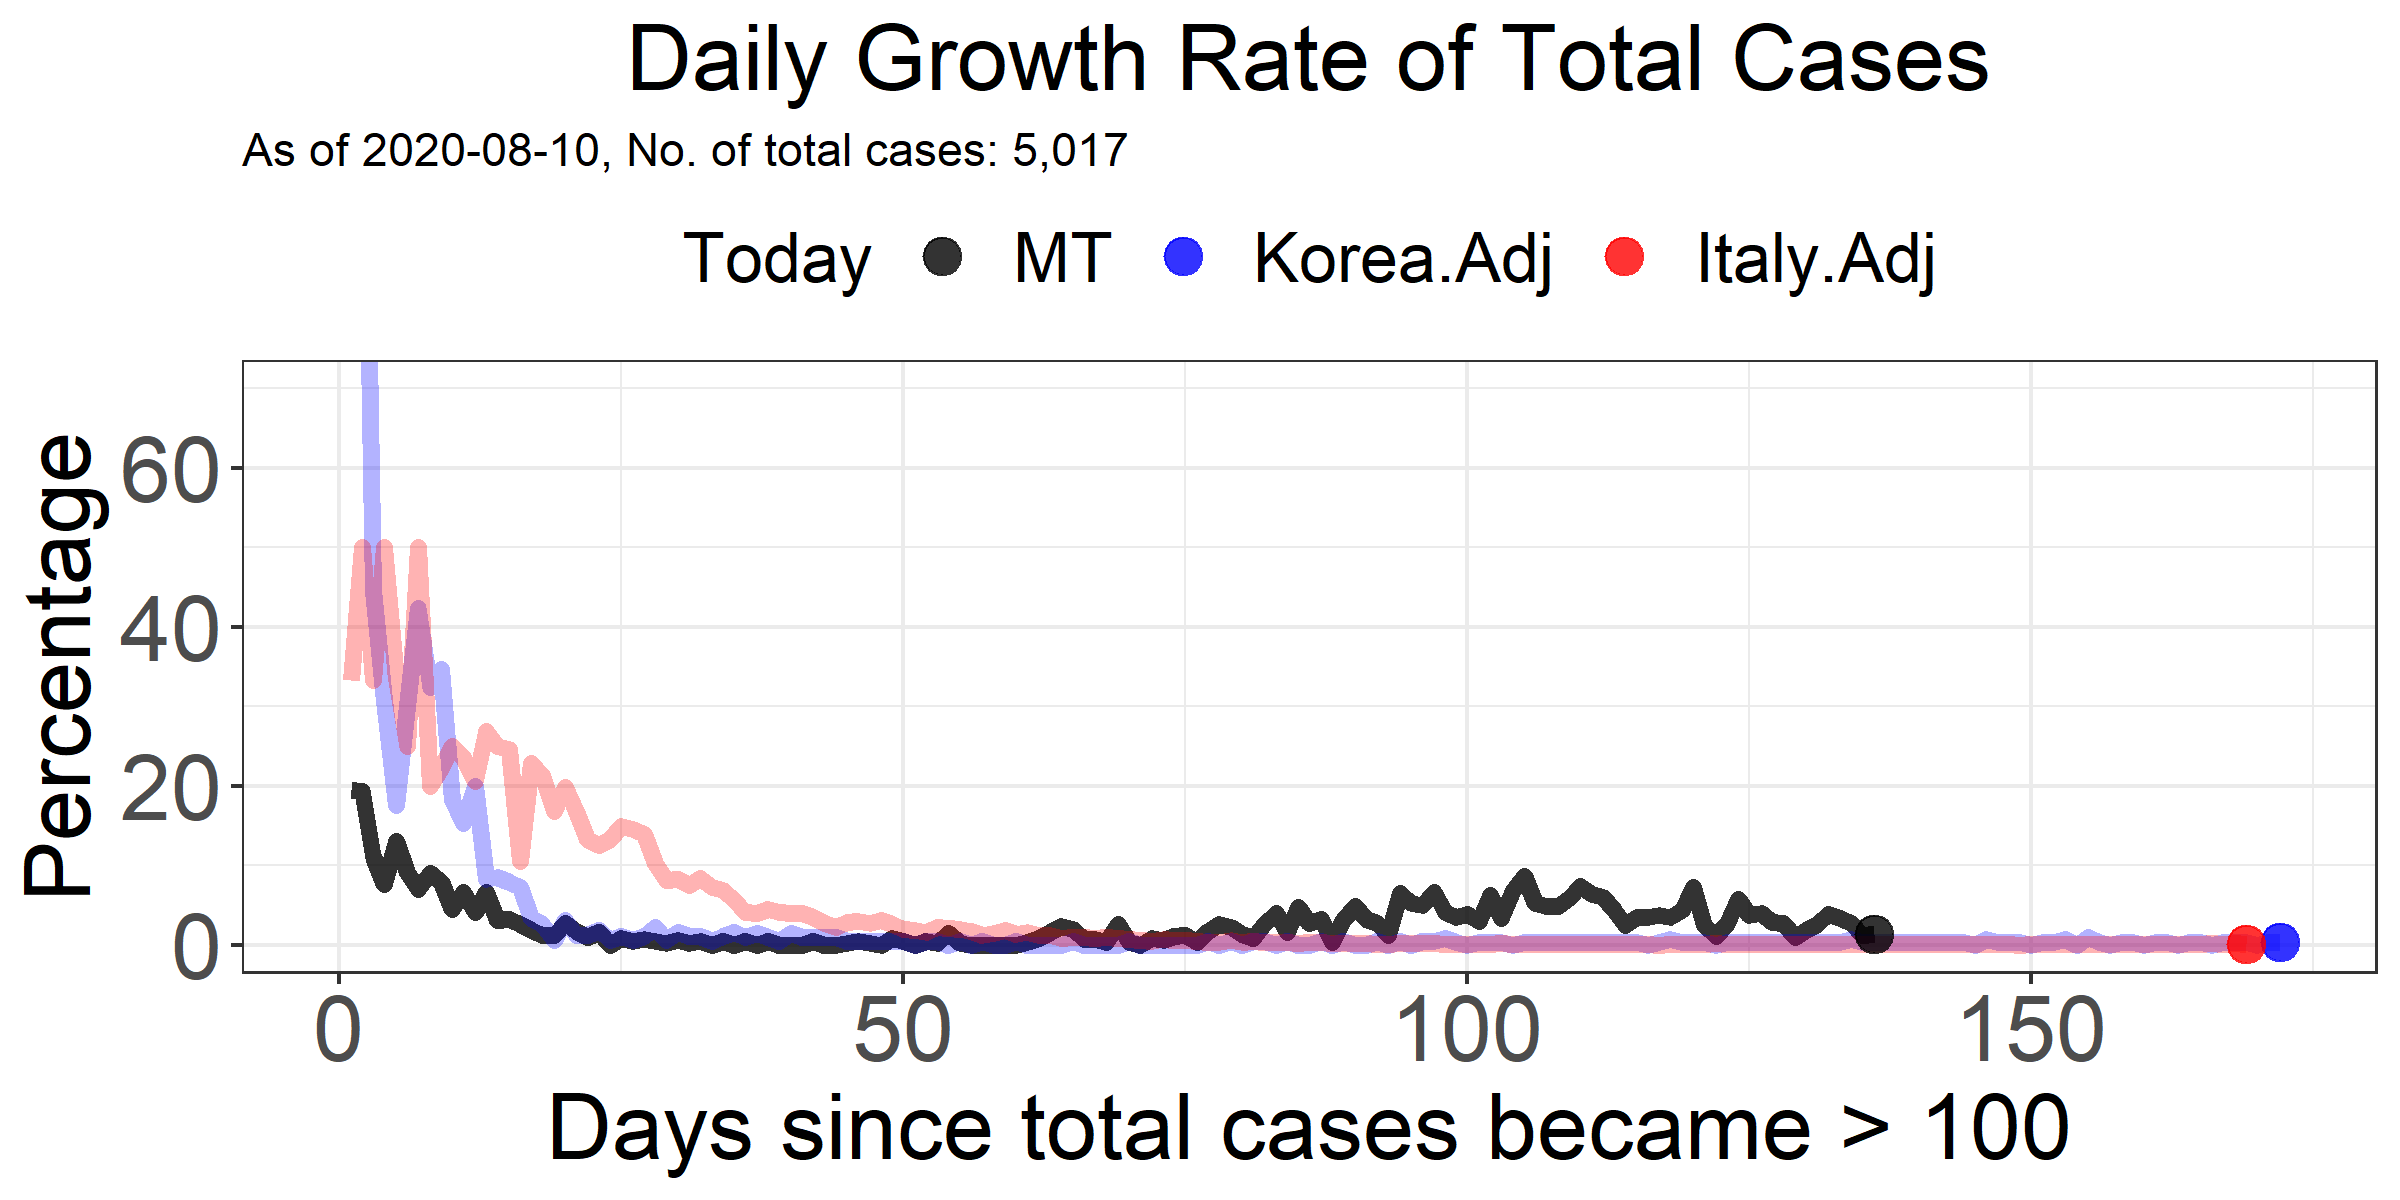 Daily Growth Rate of Total Cases
As of 2020-08-10, No. of total cases: 5,017
Today MT Korea.Adj Italy.Adj
Percentage
60
40
20
0
0 50 100 150
Days since total cases became > 100